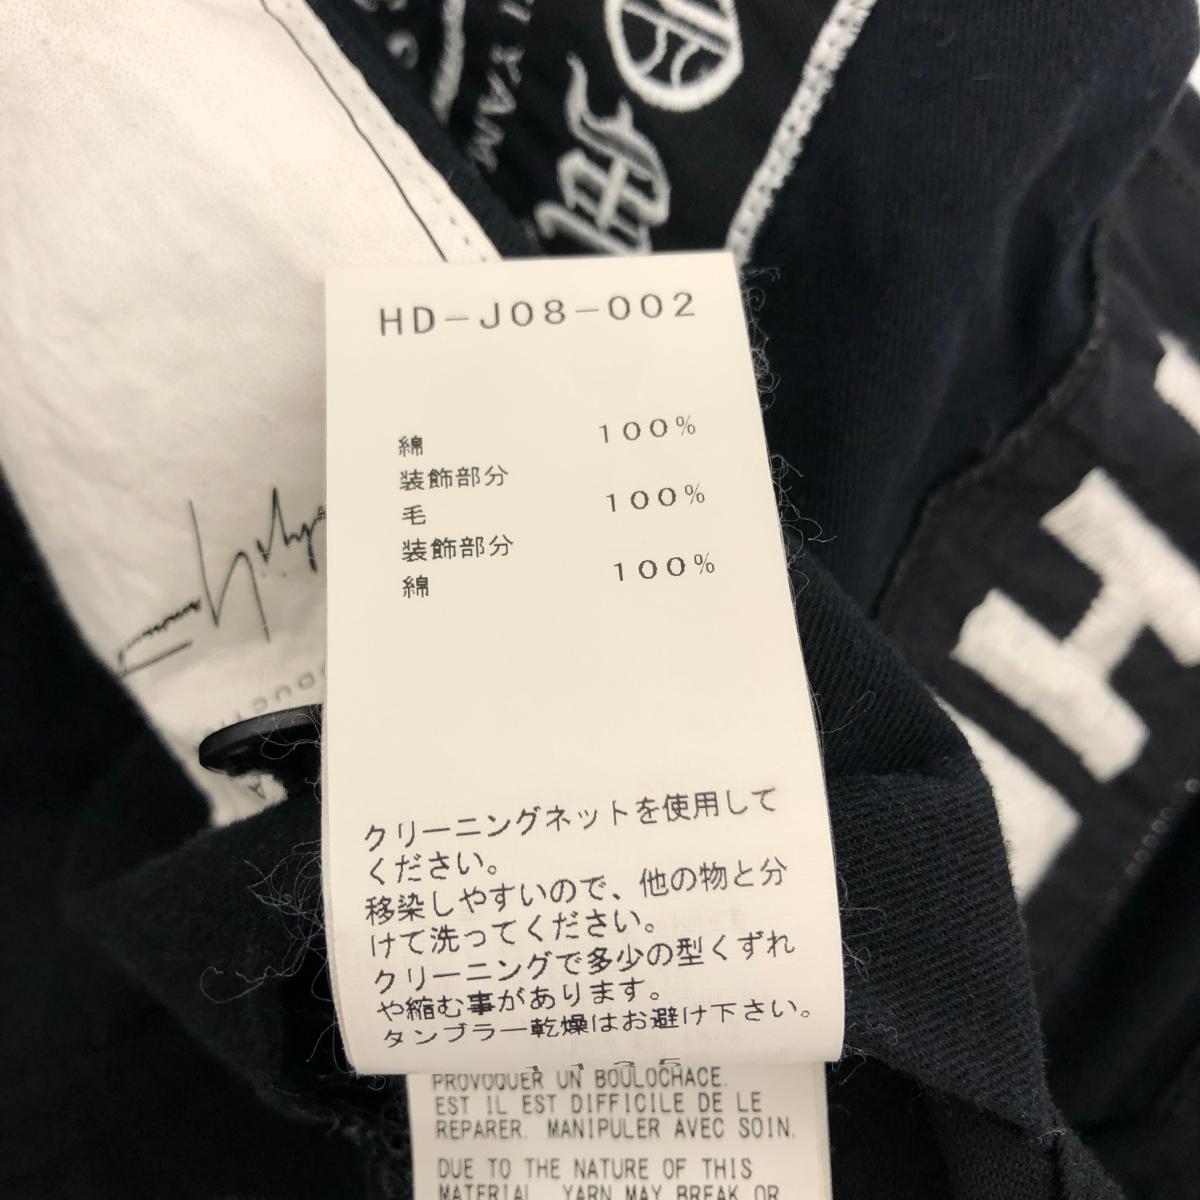 HD-J08-002
綿 100%
装飾部分
毛 100%
装飾部分
綿 100%
クリーニングネットを使用して
ください。
移染しやすいので、他の物と分
けて洗ってください。
クリーニングで多少の型くずれ
や縮む事があります。
タンブラー乾燥はお避け下さい。
1135
PROVOQUER UN BOULOCHACE.
EST IL EST DIFFICILE DE LE
REPARER. MANIPULER AVEC SOIN.
DUE TO THE NATURE OF THIS
MATERIAL, YARN MAY BREAK OR
YAM
H